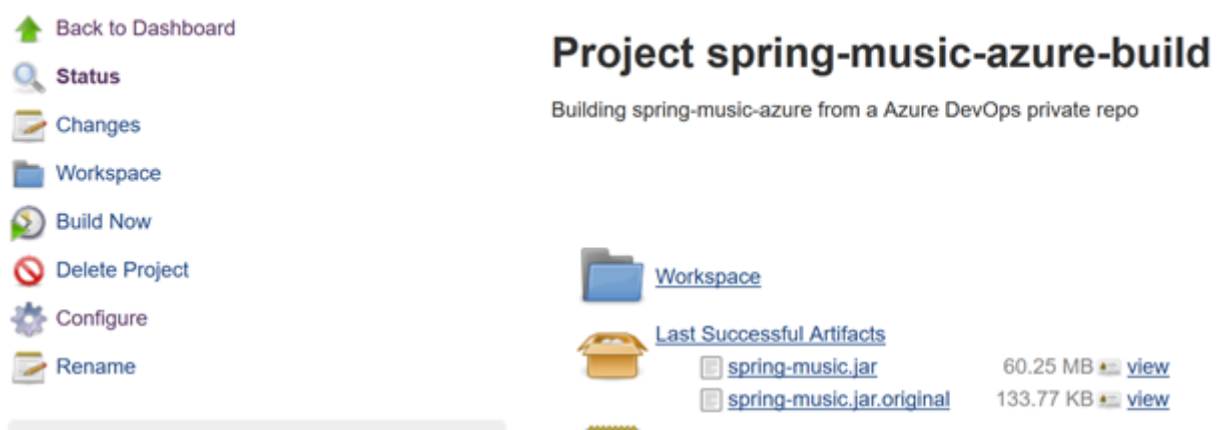 Back to Dashboard
Status
Changes
Workspace
Build Now
Delete Project
Configure
Rename
Project spring-music-azure-build
Building spring-music-azure from a Azure DevOps private repo
Workspace
Last Successful Artifacts
spring-music.jar 60.25 MB view
spring-music.jar.original 133.77 KB view